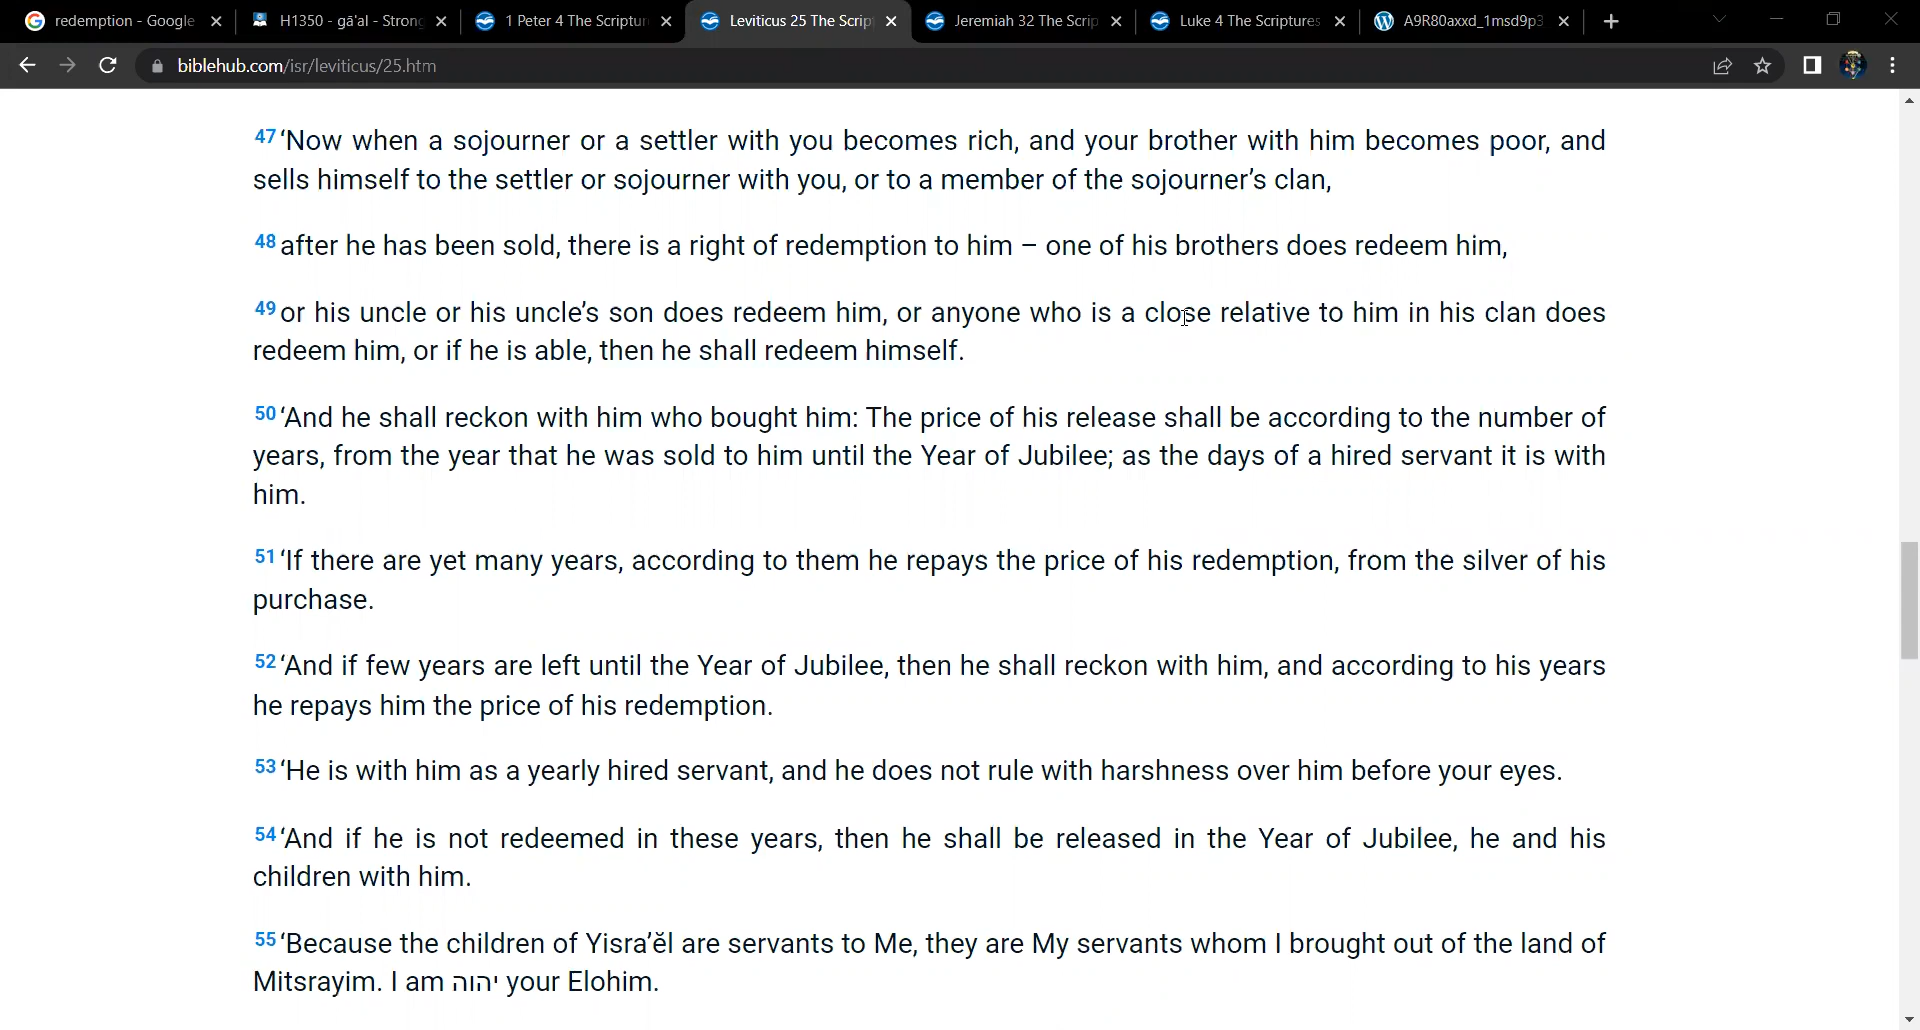 redemption - Google
H1350 - gā'al - Strong
1 Peter 4 The Scriptur
Leviticus 25 The Script
Jeremiah 32 The Scrip
Luke 4 The Scriptures
A9R80axxd_1msd9p3
biblehub.com/isr/leviticus/25.htm
47 ‘Now when a sojourner or a settler with you becomes rich, and your brother with him becomes poor, and
sells himself to the settler or sojourner with you, or to a member of the sojourner’s clan,
48 after he has been sold, there is a right of redemption to him – one of his brothers does redeem him,
49 or his uncle or his uncle’s son does redeem him, or anyone who is a close relative to him in his clan does
redeem him, or if he is able, then he shall redeem himself.
50 ‘And he shall reckon with him who bought him: The price of his release shall be according to the number of
years, from the year that he was sold to him until the Year of Jubilee; as the days of a hired servant it is with
him.
51 ‘If there are yet many years, according to them he repays the price of his redemption, from the silver of his
purchase.
52 ‘And if few years are left until the Year of Jubilee, then he shall reckon with him, and according to his years
he repays him the price of his redemption.
53 ‘He is with him as a yearly hired servant, and he does not rule with harshness over him before your eyes.
54 ‘And if he is not redeemed in these years, then he shall be released in the Year of Jubilee, he and his
children with him.
55 ‘Because the children of Yisra’ĕl are servants to Me, they are My servants whom I brought out of the land of
Mitsrayim. I am יהוה your Elohim.